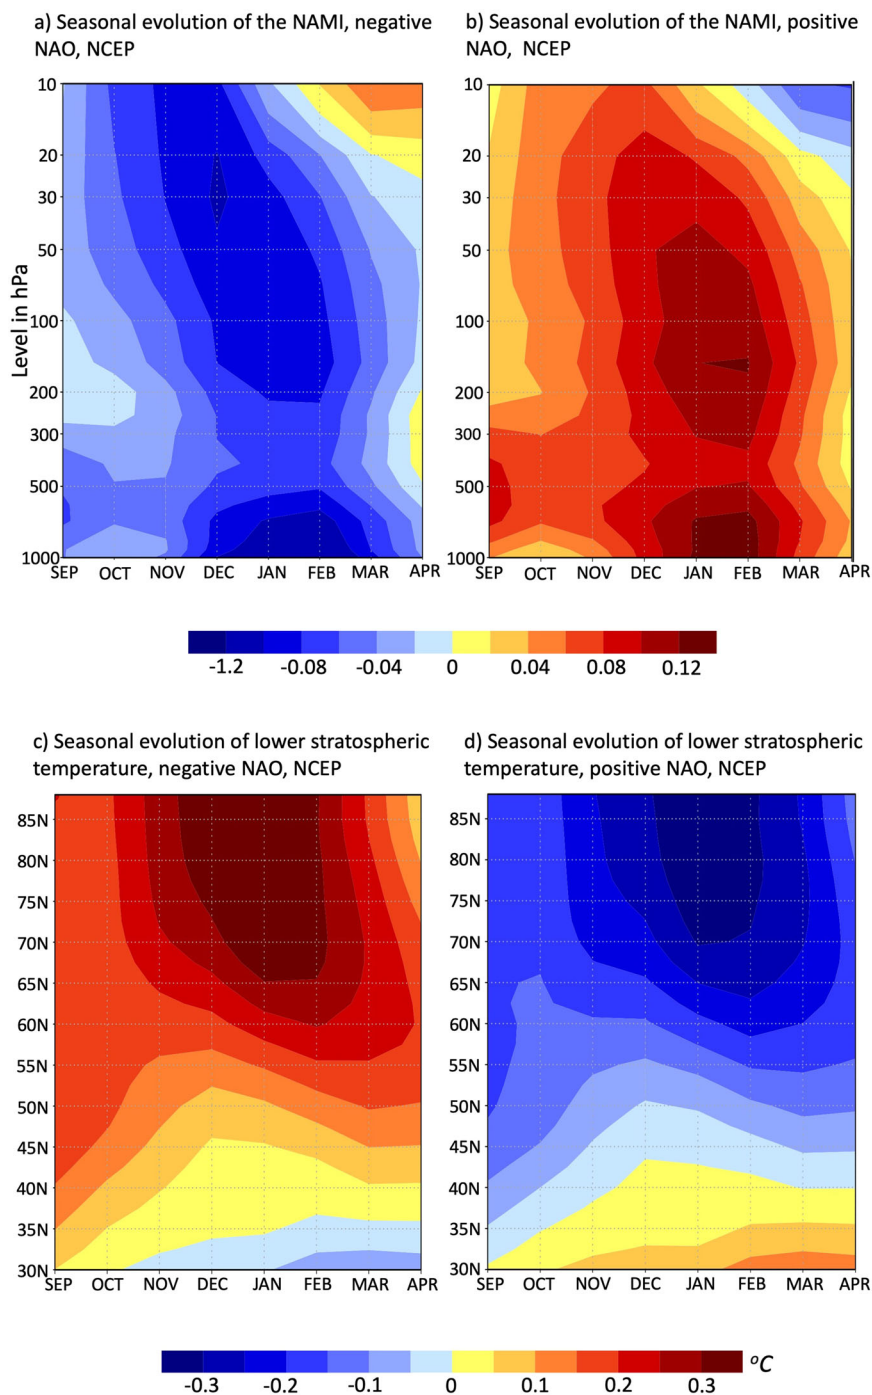 a) Seasonal evolution of the NAMI, negative
NAO, NCEP
b) Seasonal evolution of the NAMI, positive
NAO, NCEP
Level in hPa
10
20
30
50
100
200
300
500
1000
SEP OCT NOV DEC JAN FEB MAR APR
10
20
30
50
100
200
300
500
1000
SEP OCT NOV DEC JAN FEB MAR APR
-1.2 -0.08 -0.04 0 0.04 0.08 0.12
c) Seasonal evolution of lower stratospheric
temperature, negative NAO, NCEP
d) Seasonal evolution of lower stratospheric
temperature, positive NAO, NCEP
85N
80N
75N
70N
65N
60N
55N
50N
45N
40N
35N
30N
SEP OCT NOV DEC JAN FEB MAR APR
85N
80N
75N
70N
65N
60N
55N
50N
45N
40N
35N
30N
SEP OCT NOV DEC JAN FEB MAR APR
-0.3 -0.2 -0.1 0 0.1 0.2 0.3 °C